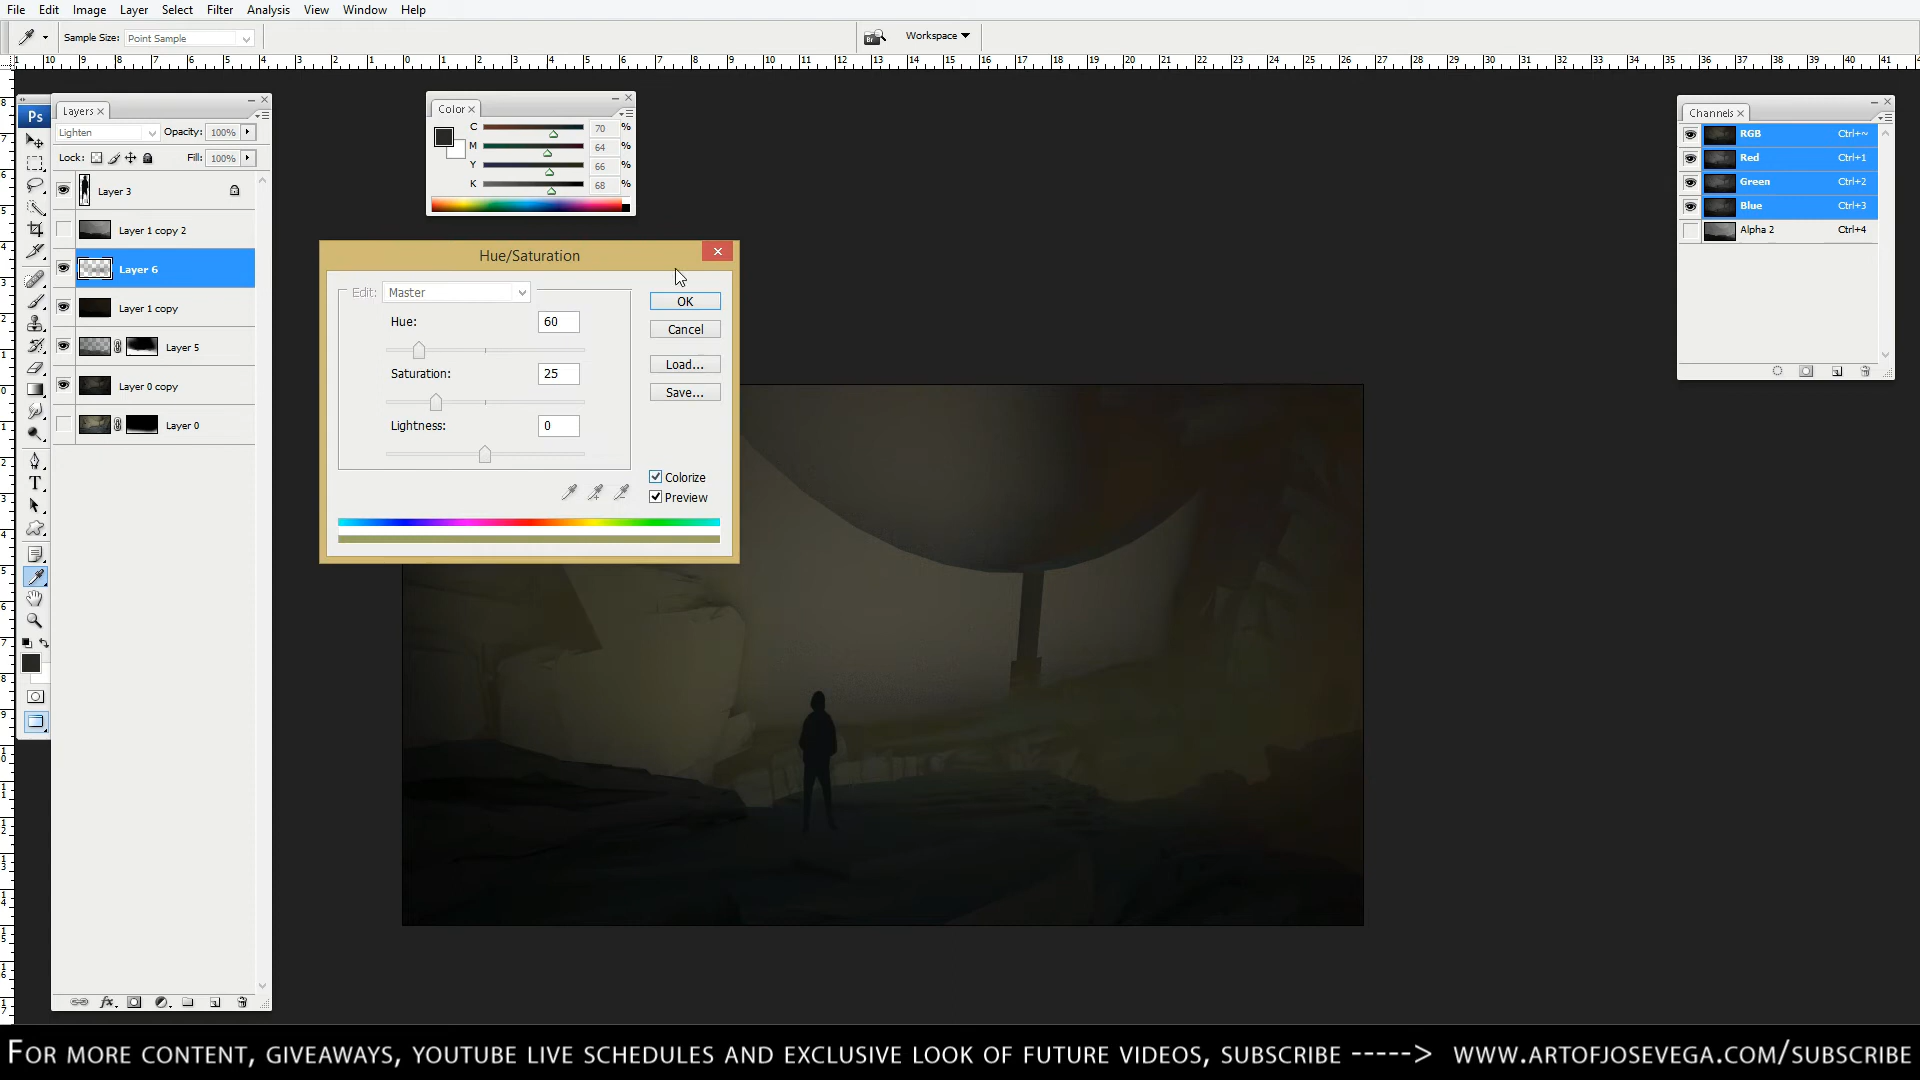 File Edit Image Layer Select Filter Analysis View Window Help
Sample Size: Point Sample
Workspace
Ps
Layers
Lighten Opacity: 100%
Lock: Fill: 100%
Layer 3
Layer 1 copy 2
Layer 6
Layer 1 copy
Layer 5
Layer 0 copy
Layer 0
Color
C 70 %
M 64 %
Y 66 %
K 68 %
Hue/Saturation
Edit: Master
Hue: 60
Saturation: 25
Lightness: 0
OK
Cancel
Load...
Save...
Colorize
Preview
Channels
RGB Ctrl+~
Red Ctrl+1
Green Ctrl+2
Blue Ctrl+3
Alpha 2 Ctrl+4
For more content, giveaways, YouTube live schedules and exclusive look of future videos, subscribe -----> www.artofjosevega.com/subscribe